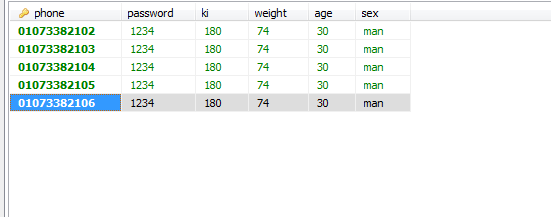 phone password ki weight age sex
01073382102 1234 180 74 30 man
01073382103 1234 180 74 30 man
01073382104 1234 180 74 30 man
01073382105 1234 180 74 30 man
01073382106 1234 180 74 30 man